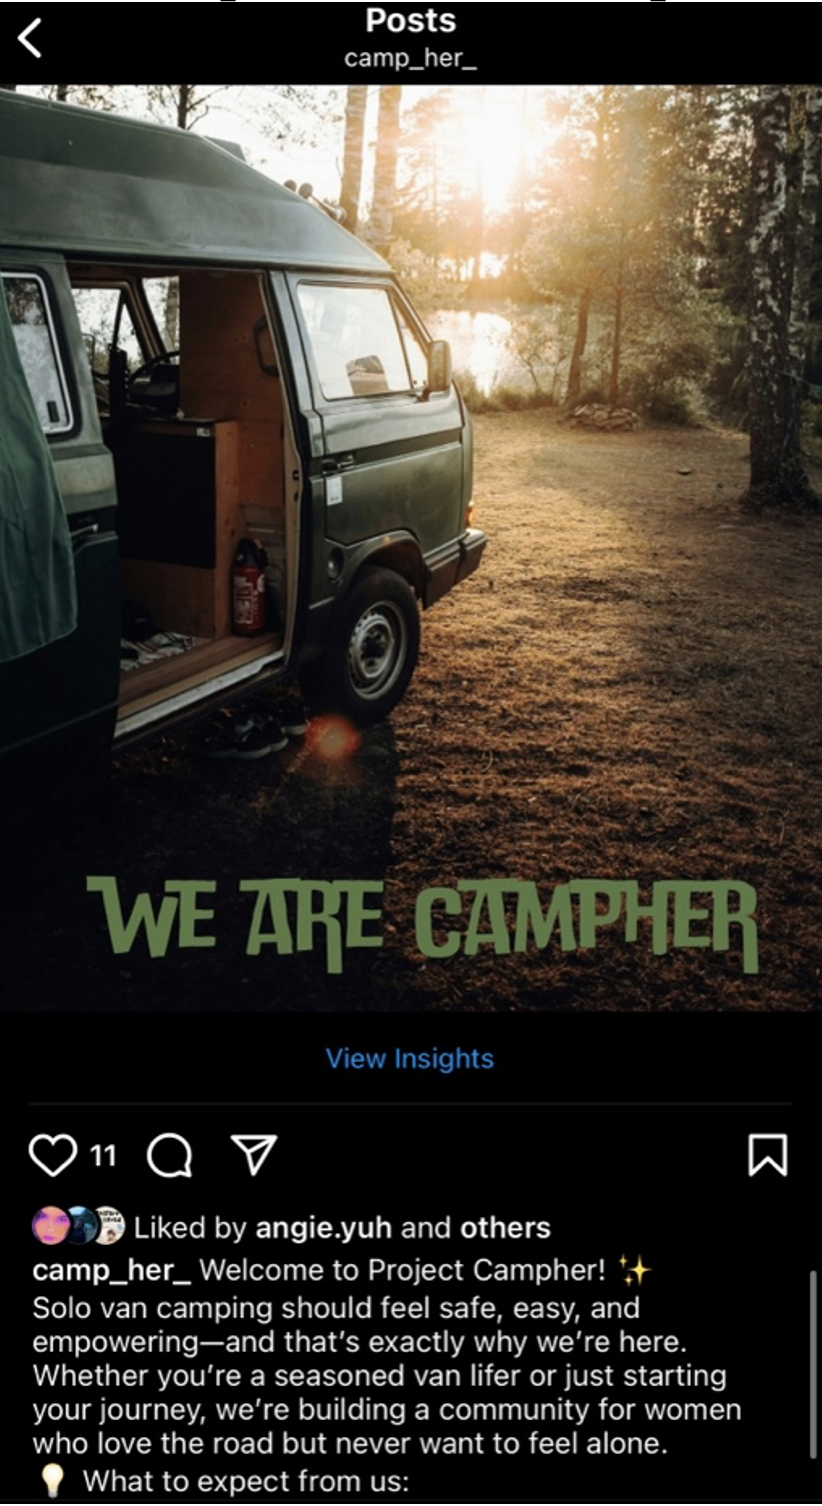 Posts
camp_her_
WE ARE CAMPHER
View Insights
11
Liked by angie.yuh and others
camp_her_ Welcome to Project Campher! ✨
Solo van camping should feel safe, easy, and
empowering—and that’s exactly why we’re here.
Whether you’re a seasoned van lifer or just starting
your journey, we’re building a community for women
who love the road but never want to feel alone.
💡 What to expect from us: